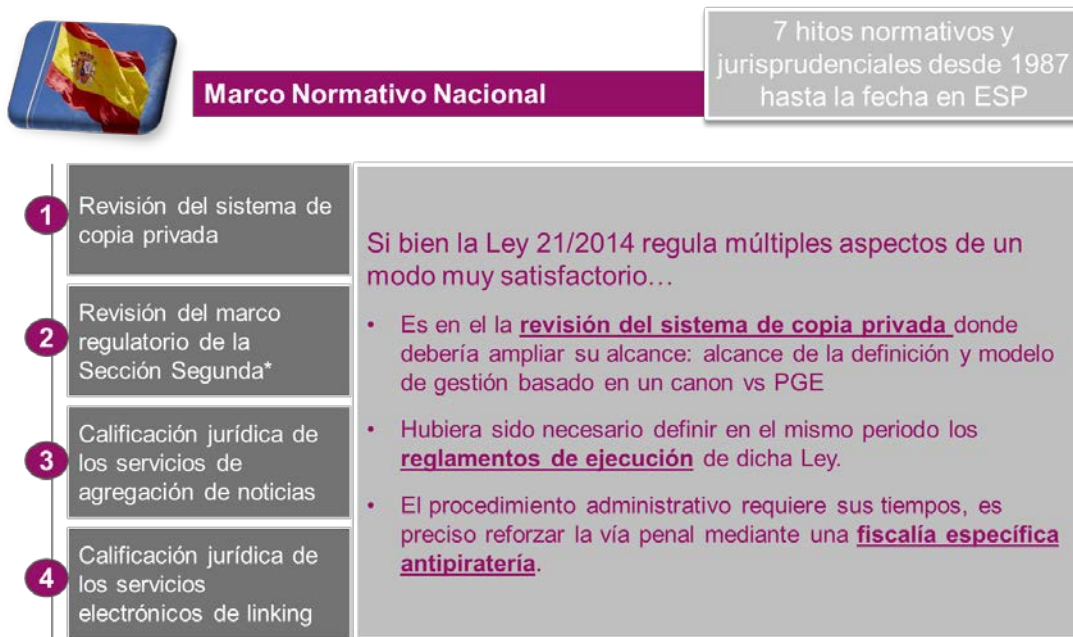 7 hitos normativos y
jurisprudenciales desde 1987
hasta la fecha en ESP
Marco Normativo Nacional
1
Revisión del sistema de
copia privada
2
Revisión del marco
regulatorio de la
Sección Segunda*
3
Calificación jurídica de
los servicios de
agregación de noticias
4
Calificación jurídica de
los servicios
electrónicos de linking
Si bien la Ley 21/2014 regula múltiples aspectos de un
modo muy satisfactorio…
• Es en el la revisión del sistema de copia privada donde
debería ampliar su alcance: alcance de la definición y modelo
de gestión basado en un canon vs PGE
• Hubiera sido necesario definir en el mismo periodo los
reglamentos de ejecución de dicha Ley.
• El procedimiento administrativo requiere sus tiempos, es
preciso reforzar la vía penal mediante una fiscalía específica
antipiratería.